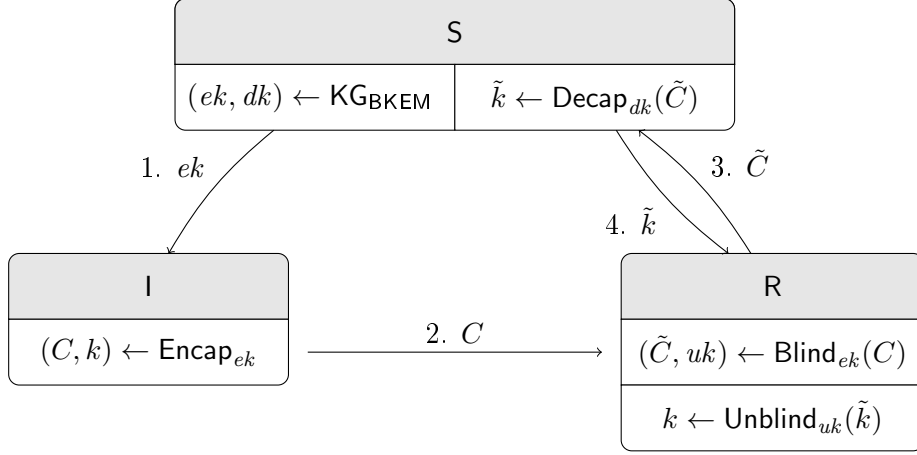 S
(ek, dk) ← KG_BKEM
k̃ ← Decap_dk(C̃)
1. ek
3. C̃
4. k̃
I
R
(C, k) ← Encap_ek
2. C
(C̃, uk) ← Blind_ek(C)
k ← Unblind_uk(k̃)